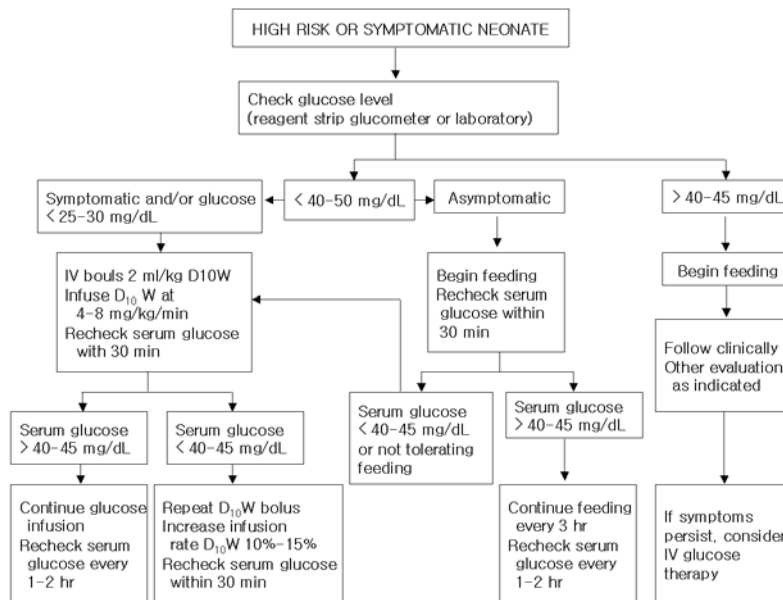 HIGH RISK OR SYMPTOMATIC NEONATE
Check glucose level
(reagent strip glucometer or laboratory)
Symptomatic and/or glucose
<25-30 mg/dL
<40-50 mg/dL
Asymptomatic
>40-45 mg/dL
IV bouls 2 ml/kg D10W
Infuse D₁₀ W at
4-8 mg/kg/min
Recheck serum glucose
with 30 min
Begin feeding
Recheck serum
glucose within
30 min
Begin feeding
Follow clinically
Other evaluation
as indicated
Serum glucose
>40-45 mg/dL
Serum glucose
<40-45 mg/dL
Serum glucose
<40-45 mg/dL
or not tolerating
feeding
Serum glucose
>40-45 mg/dL
Continue glucose
infusion
Recheck serum
glucose every
1-2 hr
Repeat D₁₀W bolus
Increase infusion
rate D₁₀W 10%-15%
Recheck serum glucose
within 30 min
Continue feeding
every 3 hr
Recheck serum
glucose every
1-2 hr
If symptoms
persist, consider
IV glucose
therapy